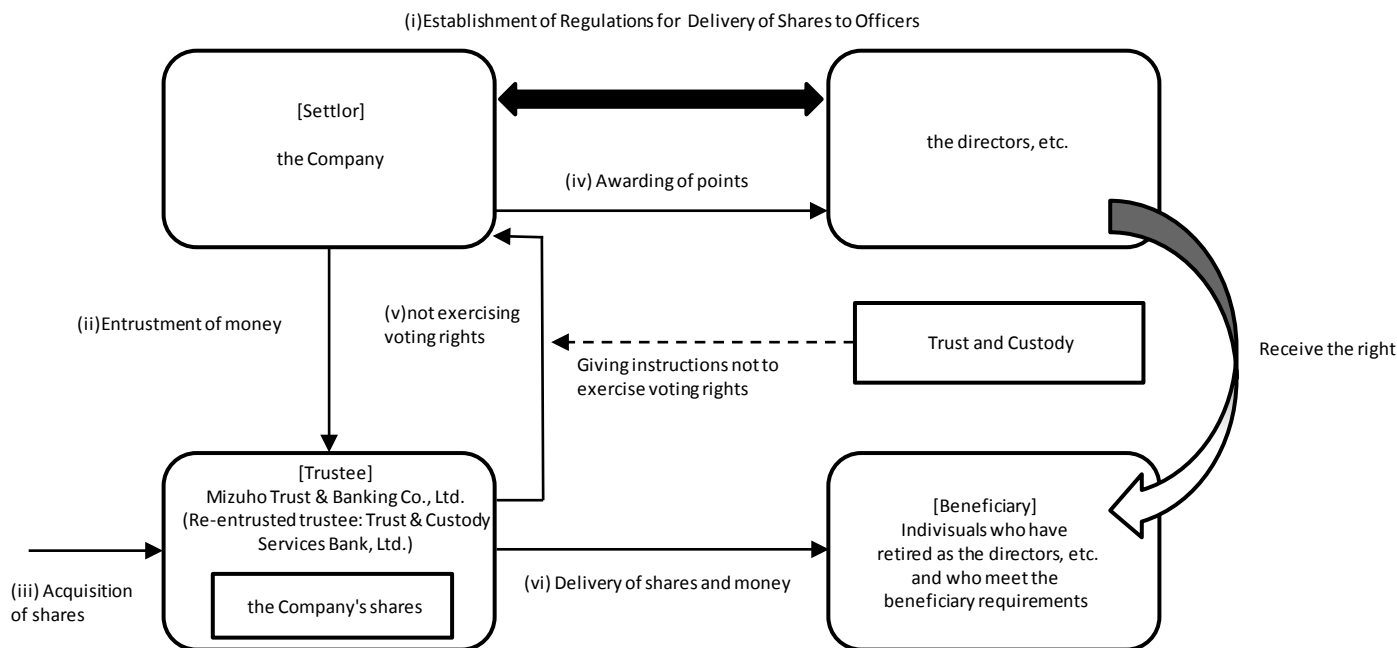 (i)Establishment of Regulations for Delivery of Shares to Officers
[Settlor]
the Company
the directors, etc.
(iv) Awarding of points
(ii)Entrustment of money
(v)not exercising
voting rights
Giving instructions not to
exercise voting rights
Trust and Custody
Receive the right
[Trustee]
Mizuho Trust & Banking Co., Ltd.
(Re-entrusted trustee: Trust & Custody
Services Bank, Ltd.)
the Company's shares
(iii) Acquisition
of shares
(vi) Delivery of shares and money
[Beneficiary]
Indivisuals who have
retired as the directors, etc.
and who meet the
beneficiary requirements